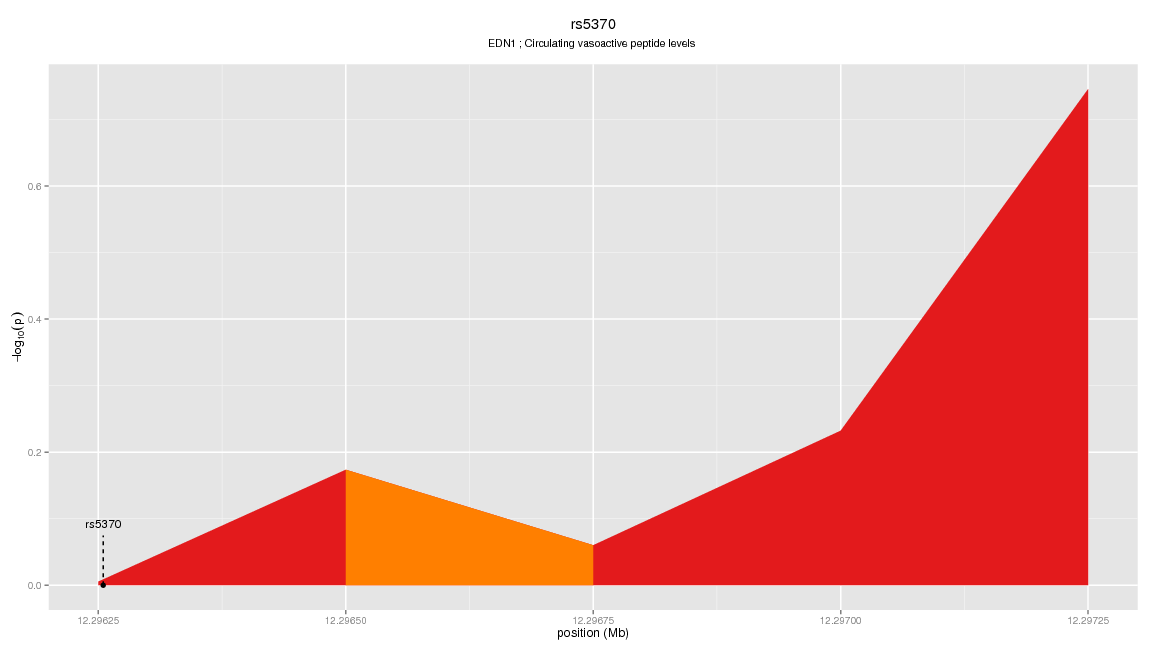 rs5370
EDN1 ; Circulating vasoactive peptide levels
−log10(p)
0.6
0.4
0.2
0.0
rs5370
12.29625 12.29650 12.29675 12.29700 12.29725
position (Mb)